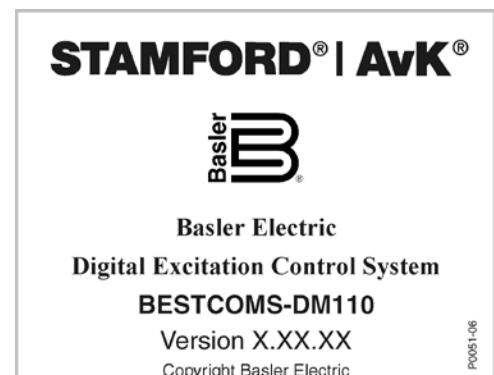 STAMFORD® | AvK®
Basler
®
Basler Electric
Digital Excitation Control System
BESTCOMS-DM110
Version X.XX.XX
Copyright Basler Electric
P0051-06